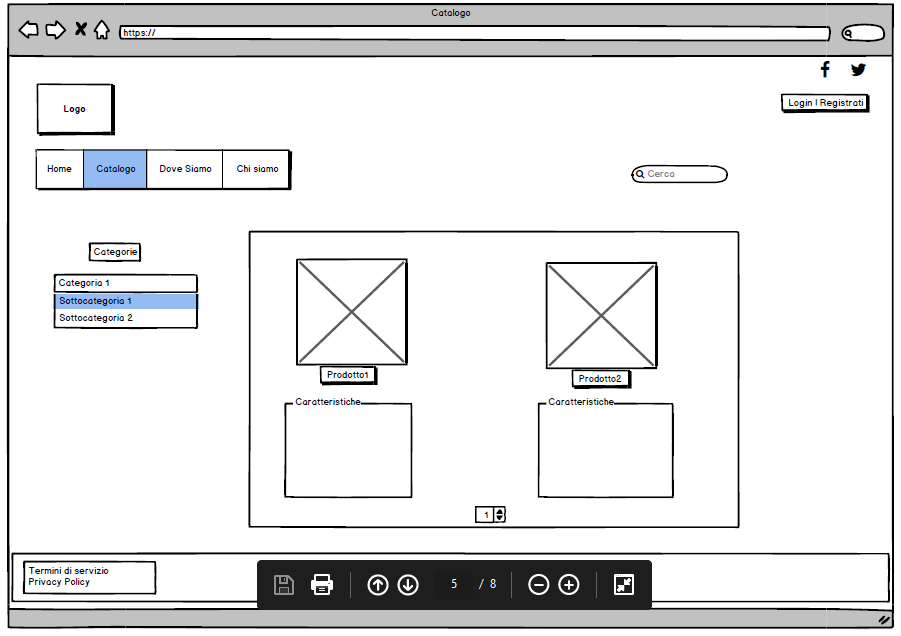 Catalogo
https://
Logo
Login | Registrati
Home
Catalogo
Dove Siamo
Chi siamo
Cerca
Categorie
Categoria 1
Sottocategoria 1
Sottocategoria 2
Prodotto1
Prodotto2
Caratteristiche
Caratteristiche
1
Termini di servizio
Privacy Policy
5 / 8